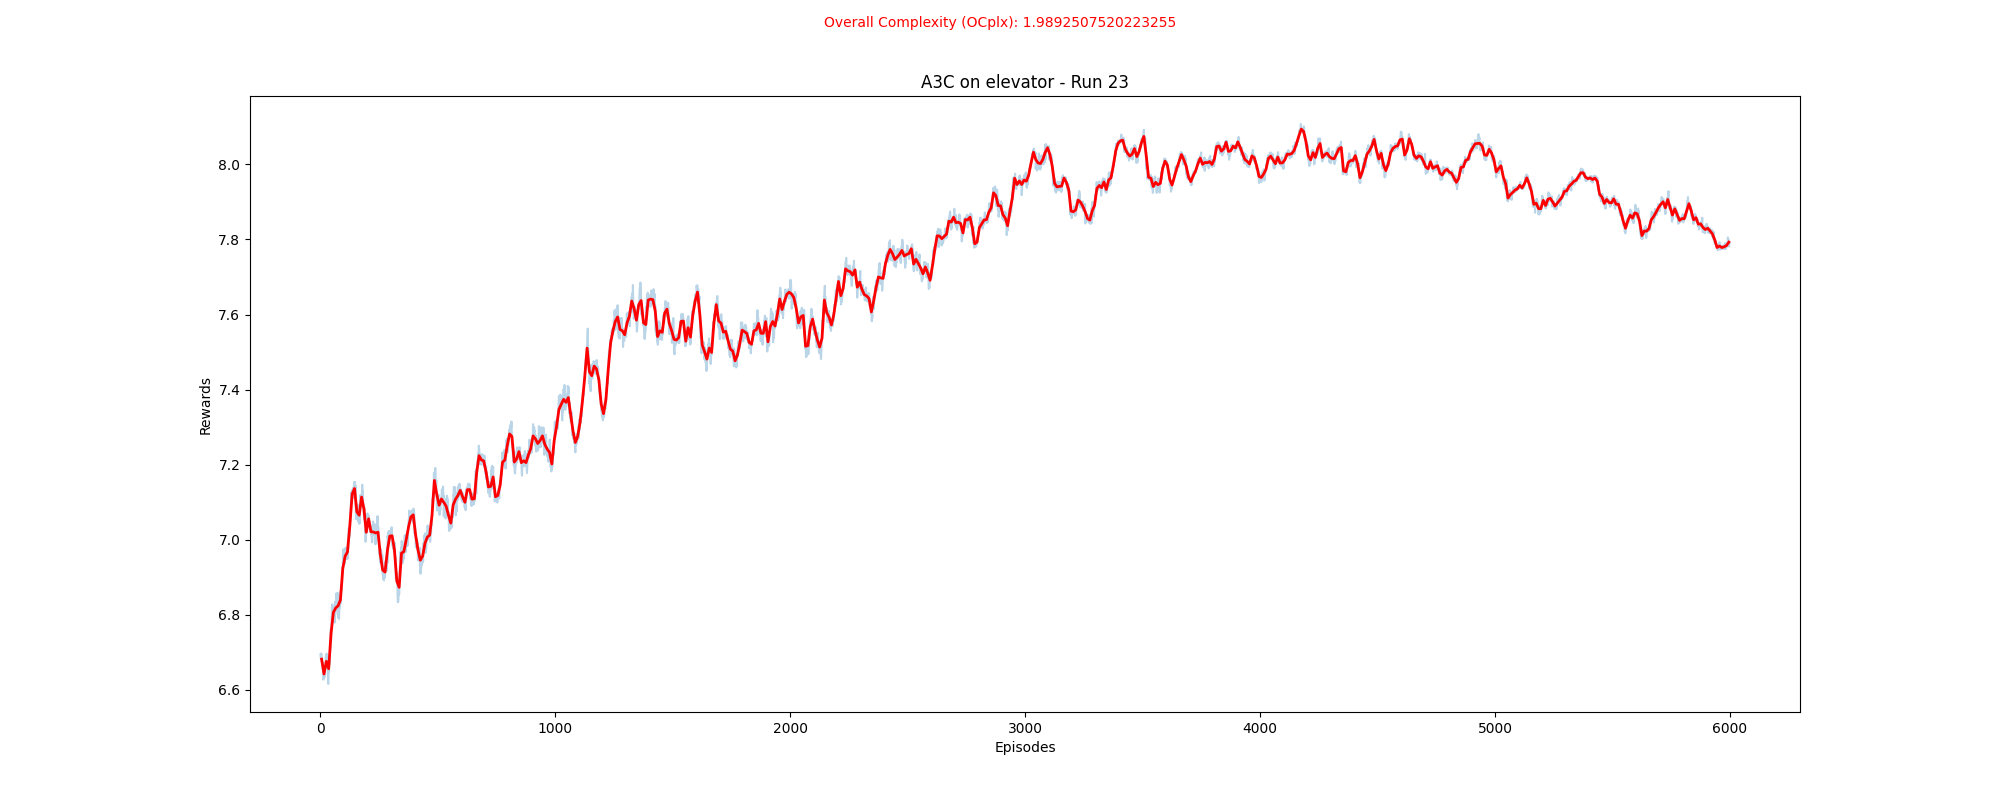 Overall Complexity (OCplx): 1.9892507520223255
A3C on elevator - Run 23
8.0
7.8
7.6
7.4
7.2
7.0
6.8
6.6
Rewards
0 1000 2000 3000 4000 5000 6000
Episodes